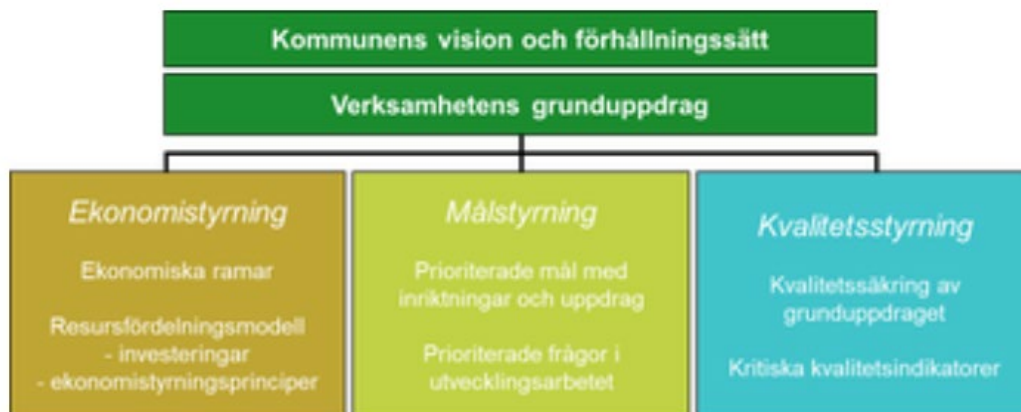 Kommunens vision och förhållningssätt
Verksamhetens grunduppdrag
Ekonomistyrning
Ekonomiska ramar
Resursfördelningsmodell
- investeringar
- ekonomistyrningsprinciper
Målstyrning
Prioriterade mål med
inriktningar och uppdrag
Prioriterade frågor i
utvecklingsarbetet
Kvalitetsstyrning
Kvalitetssäkring av
grunduppdraget
Kritiska kvalitetsindikatorer